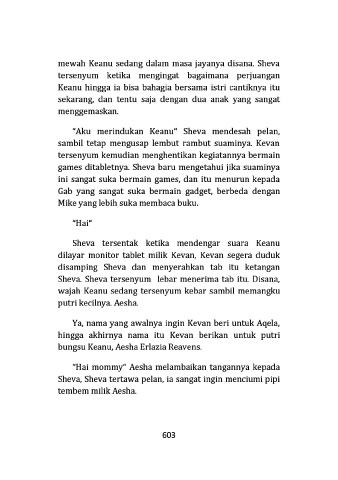 mewah Keanu sedang dalam masa jayanya disana. Sheva
tersenyum ketika mengingat bagaimana perjuangan
Keanu hingga ia bisa bahagia bersama istri cantiknya itu
sekarang, dan tentu saja dengan dua anak yang sangat
menggemaskan.
"Aku merindukan Keanu" Sheva mendesah pelan,
sambil tetap mengusap lembut rambut suaminya. Kevan
tersenyum kemudian menghentikan kegiatannya bermain
games ditabletnya. Sheva baru mengetahui jika suaminya
ini sangat suka bermain games, dan itu menurun kepada
Gab yang sangat suka bermain gadget, berbeda dengan
Mike yang lebih suka membaca buku.
"Hai"
Sheva tersentak ketika mendengar suara Keanu
dilayar monitor tablet milik Kevan, Kevan segera duduk
disamping Sheva dan menyerahkan tab itu ketangan
Sheva. Sheva tersenyum lebar menerima tab itu. Disana,
wajah Keanu sedang tersenyum kebar sambil memangku
putri kecilnya. Aesha.
Ya, nama yang awalnya ingin Kevan beri untuk Aqela,
hingga akhirnya nama itu Kevan berikan untuk putri
bungsu Keanu, Aesha Erlazia Reavens.
"Hai mommy" Aesha melambaikan tangannya kepada
Sheva, Sheva tertawa pelan, ia sangat ingin menciumi pipi
tembem milik Aesha.
603